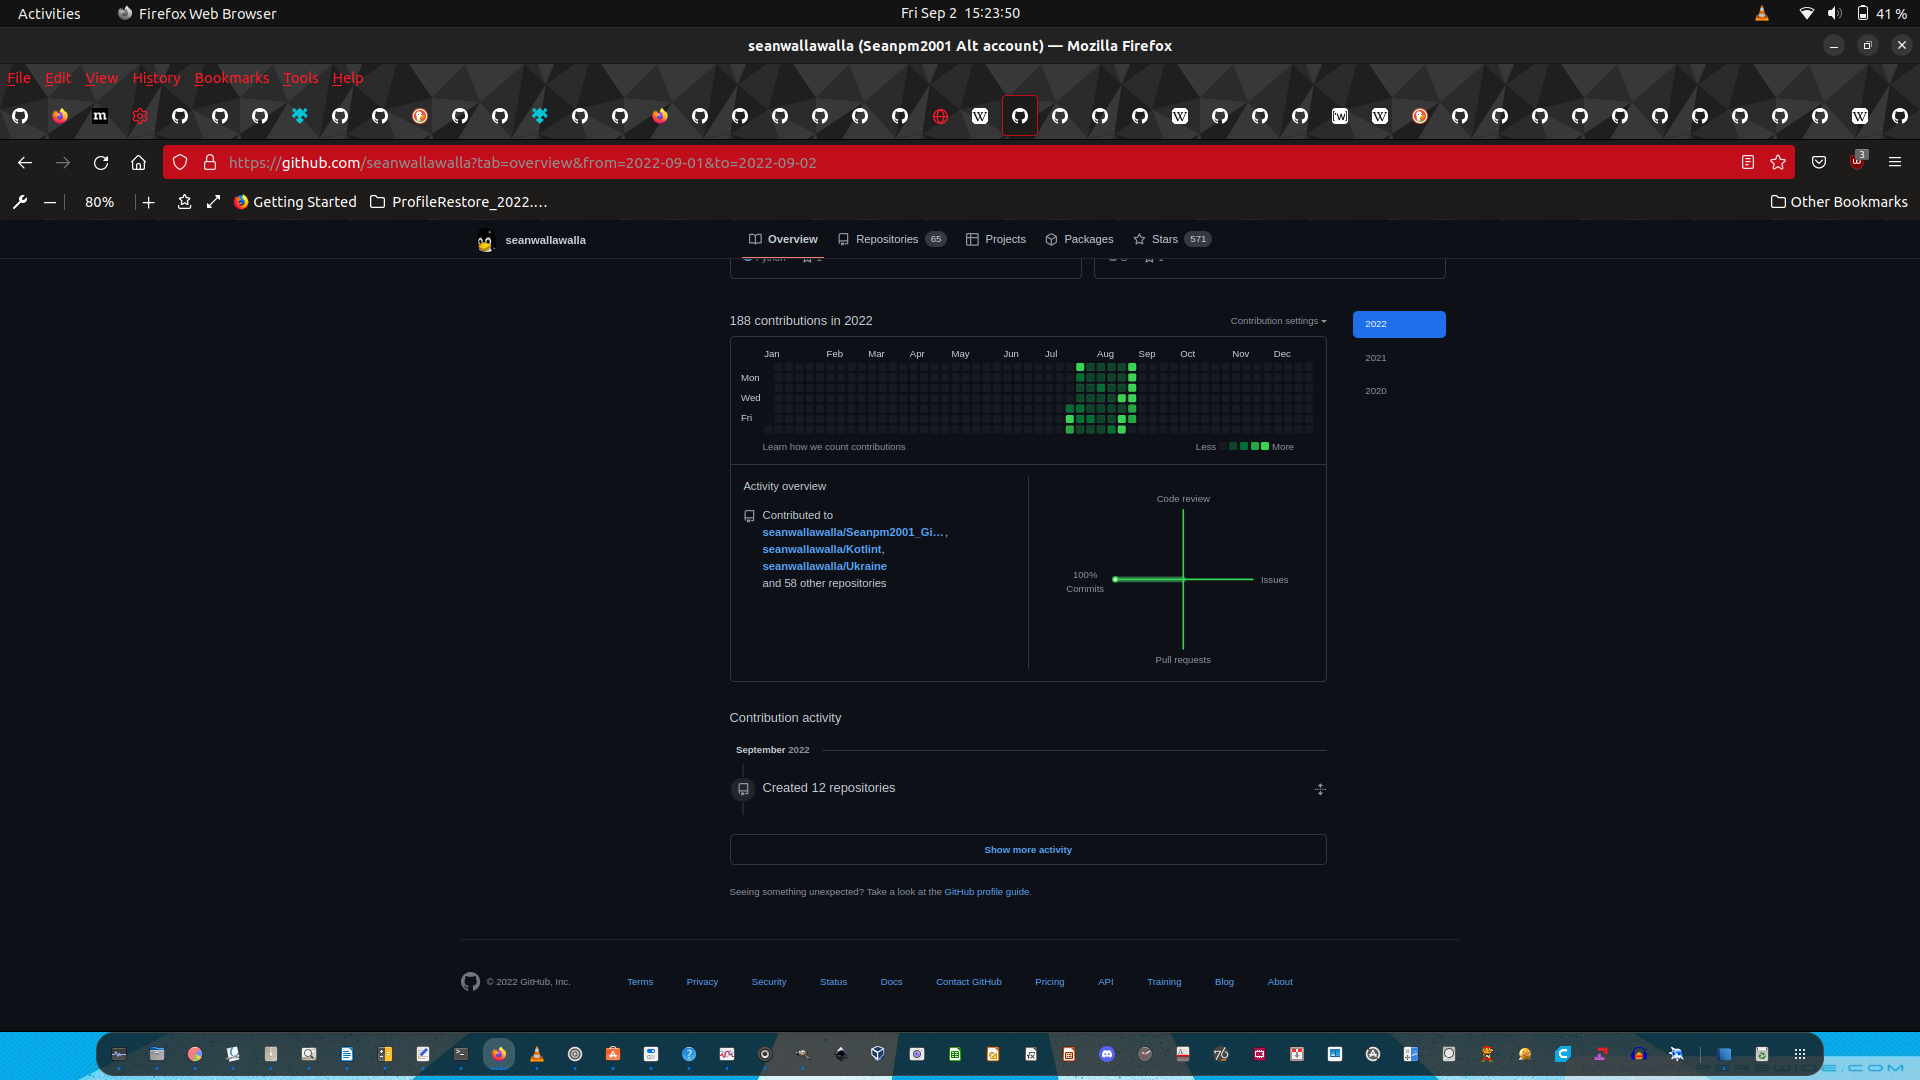 Activities Firefox Web Browser Fri Sep 2 15:23:50 41 %
seanwallawalla (Seanpm2001 Alt account) — Mozilla Firefox
File Edit View History Bookmarks Tools Help
https://github.com/seanwallawalla?tab=overview&from=2022-09-01&to=2022-09-02 3
80% Getting Started ProfileRestore_2022.… Other Bookmarks
seanwallawalla Overview Repositories 65 Projects Packages Stars 571
188 contributions in 2022 Contribution settings 2022
2021
2020
Jan Feb Mar Apr May Jun Jul Aug Sep Oct Nov Dec
Mon
Wed
Fri
Learn how we count contributions Less More
Activity overview
Contributed to
seanwallawalla/Seanpm2001_Gi…,
seanwallawalla/Kotlint,
seanwallawalla/Ukraine
and 58 other repositories
Code review
100%
Commits
Issues
Pull requests
Contribution activity
September 2022
Created 12 repositories
Show more activity
Seeing something unexpected? Take a look at the GitHub profile guide.
© 2022 GitHub, Inc. Terms Privacy Security Status Docs Contact GitHub Pricing API Training Blog About